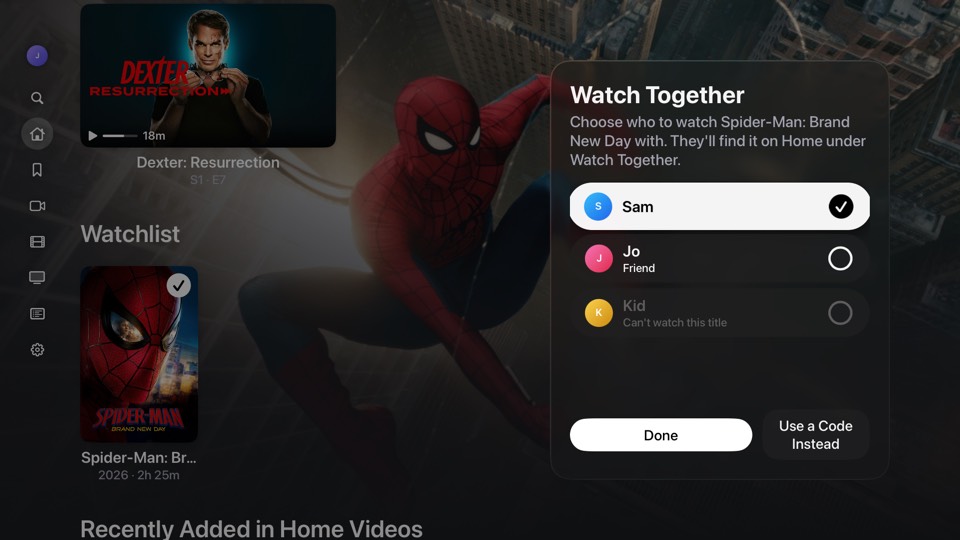 J
DEXTER
RESURRECTION
18m
Dexter: Resurrection
S1 · E7
Watchlist
SPIDER-MAN
BRAND NEW DAY
Spider-Man: Br...
2026 · 2h 25m
Recently Added in Home Videos
Watch Together
Choose who to watch Spider-Man: Brand
New Day with. They'll find it on Home under
Watch Together.
S
Sam
J
Jo
Friend
K
Kid
Can't watch this title
Done
Use a Code
Instead